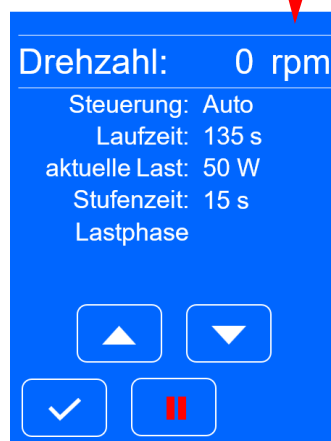 Drehzahl: 0 rpm
Steuerung: Auto
Laufzeit: 135 s
aktuelle Last: 50 W
Stufenzeit: 15 s
Lastphase